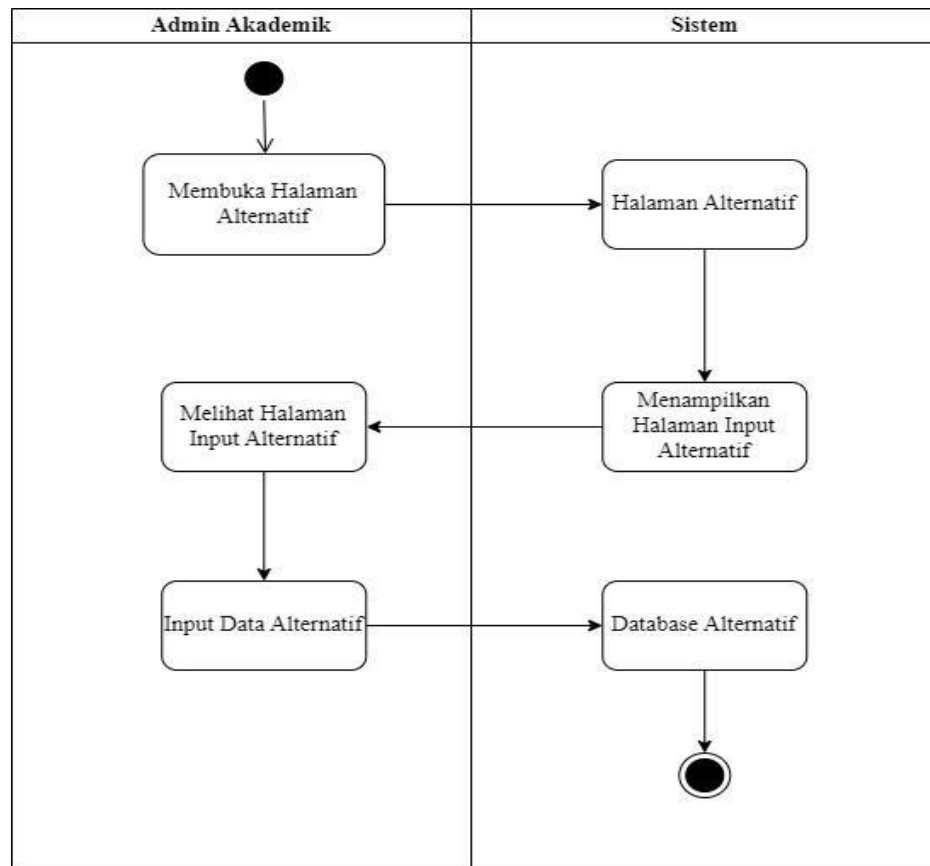 Admin Akademik
Sistem
Membuka Halaman
Alternatif
Halaman Alternatif
Melihat Halaman
Input Alternatif
Menampilkan
Halaman Input
Alternatif
Input Data Alternatif
Database Alternatif